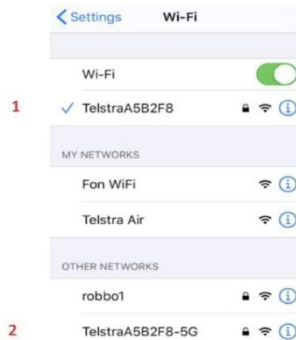 Settings Wi-Fi
Wi-Fi
1 TelstraA5B2F8
MY NETWORKS
Fon WiFi
Telstra Air
OTHER NETWORKS
robbo1
2 TelstraA5B2F8-5G